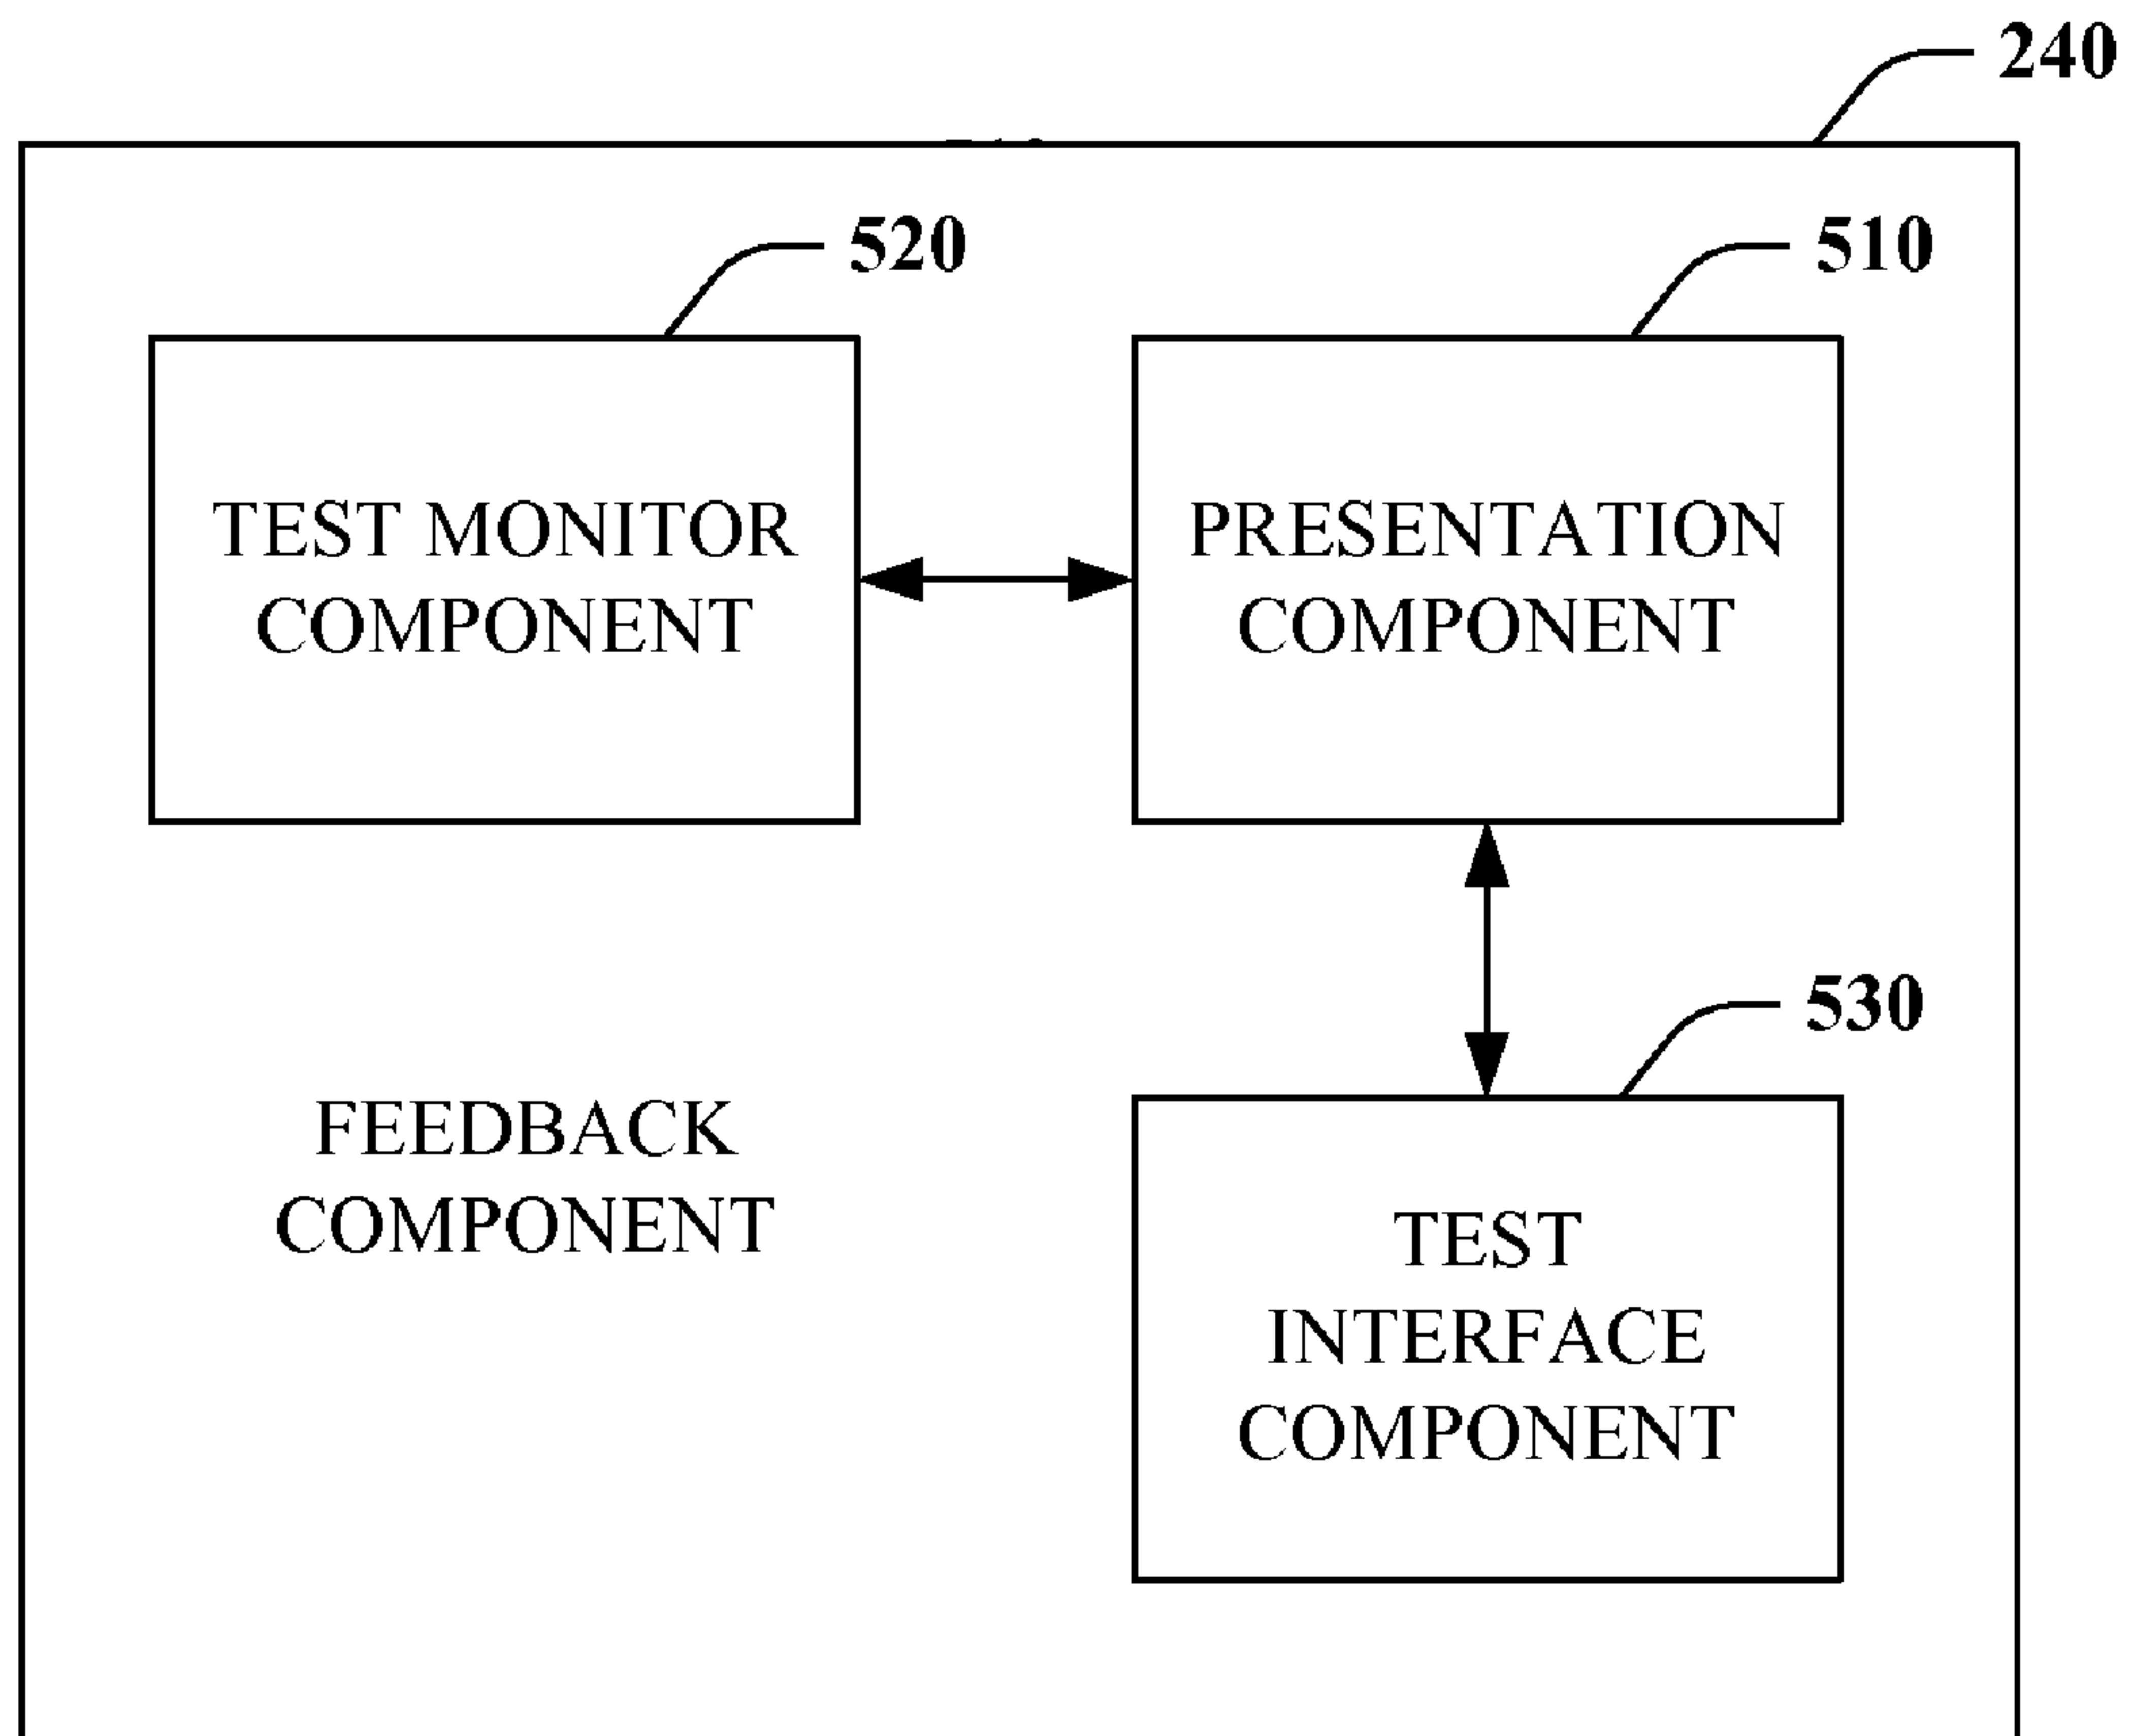 240
520
510
TEST MONITOR
COMPONENT
PRESENTATION
COMPONENT
530
FEEDBACK
COMPONENT
TEST
INTERFACE
COMPONENT